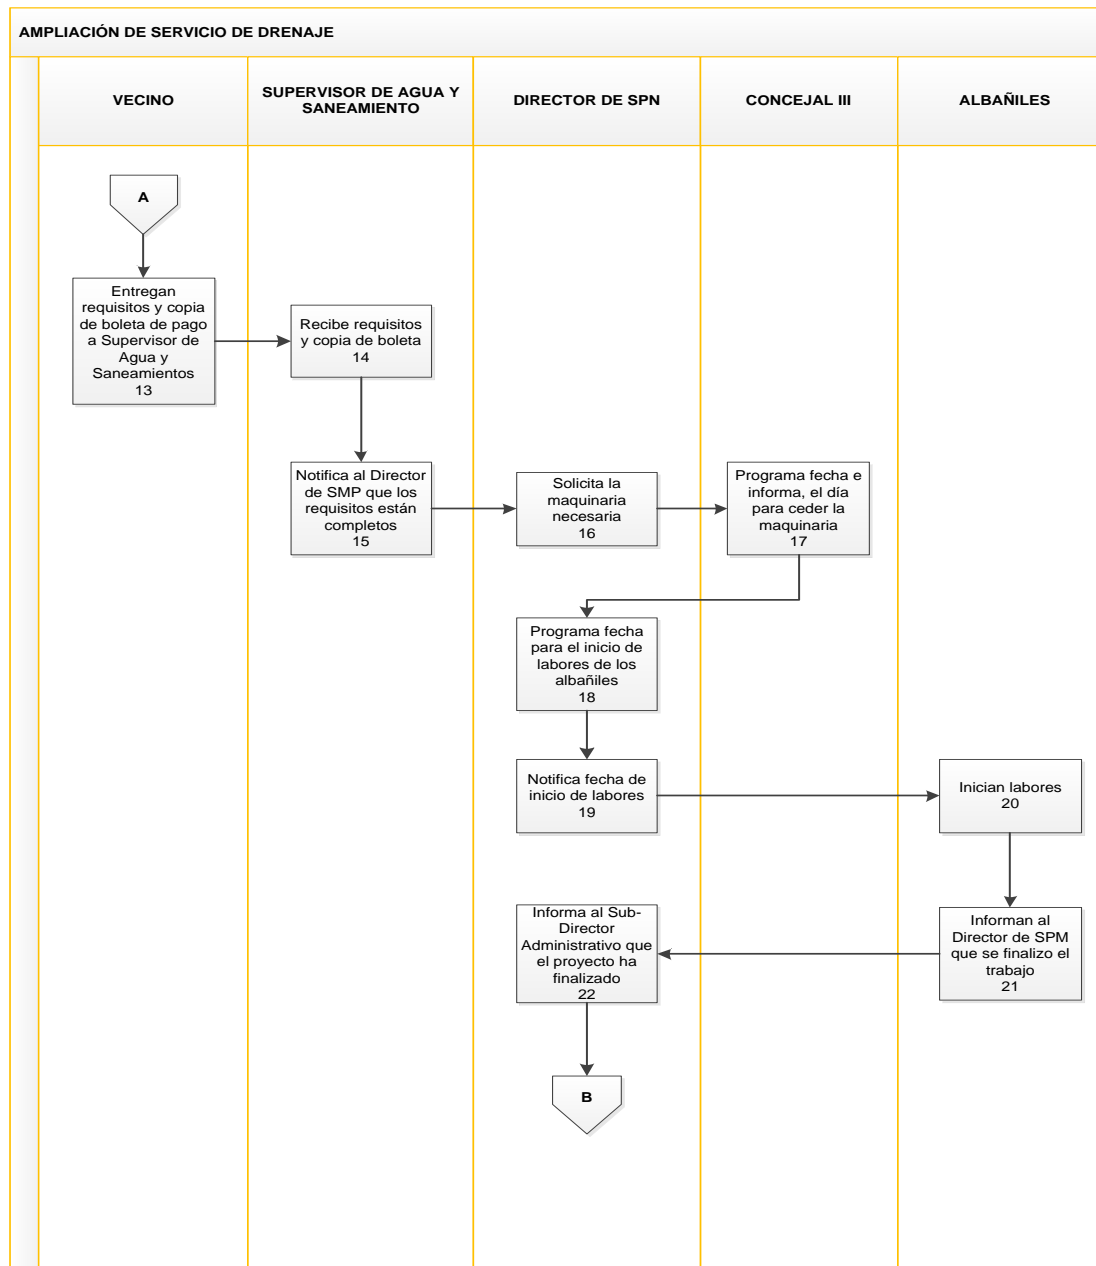 AMPLIACIÓN DE SERVICIO DE DRENAJE
VECINO
SUPERVISOR DE AGUA Y
SANEAMIENTO
DIRECTOR DE SPN
CONCEJAL III
ALBAÑILES
A
Entregan
requisitos y copia
de boleta de pago
a Supervisor de
Agua y
Saneamientos
13
Recibe requisitos
y copia de boleta
14
Notifica al Director
de SMP que los
requisitos están
completos
15
Solicita la
maquinaria
necesaria
16
Programa fecha e
informa, el día
para ceder la
maquinaria
17
Programa fecha
para el inicio de
labores de los
albañiles
18
Notifica fecha de
inicio de labores
19
Inician labores
20
Informan al
Director de SPM
que se finalizo el
trabajo
21
Informa al Sub-
Director
Administrativo que
el proyecto ha
finalizado
22
B